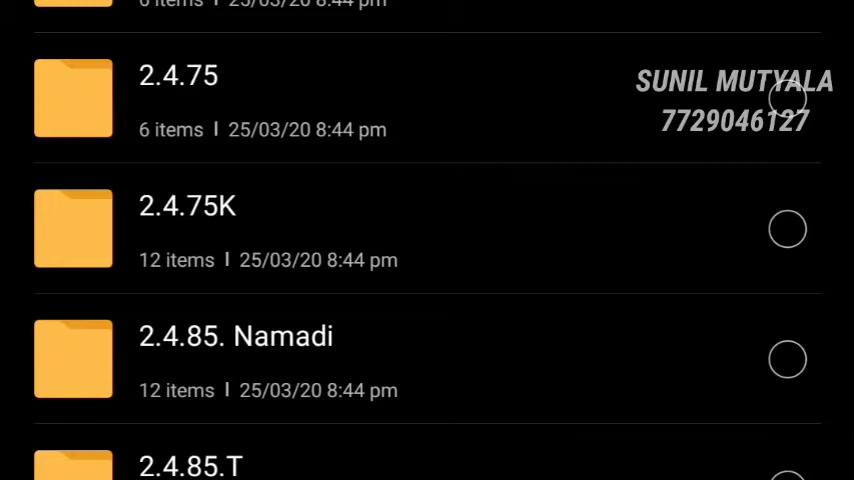 6 items | 25/03/20 8:44 pm
2.4.75
SUNIL MUTYALA
7729046127
6 items | 25/03/20 8:44 pm
2.4.75K
12 items | 25/03/20 8:44 pm
2.4.85. Namadi
12 items | 25/03/20 8:44 pm
2.4.85.T